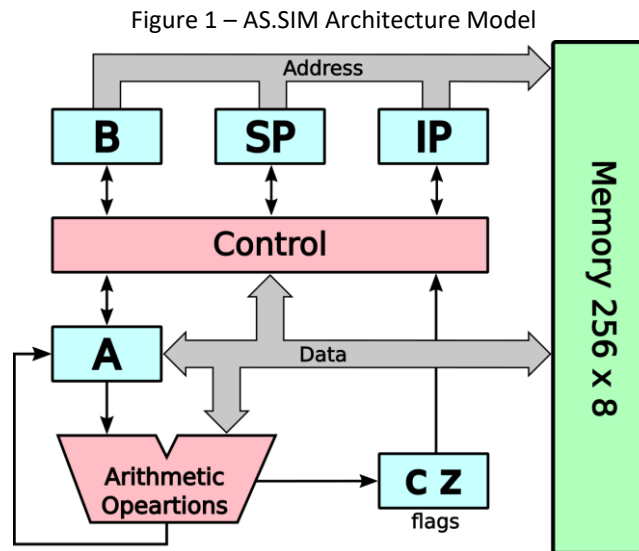 Figure 1 – AS.SIM Architecture Model
Address
B
SP
IP
Control
Memory 256 x 8
A
Data
Arithmetic
Opeartions
C Z
flags